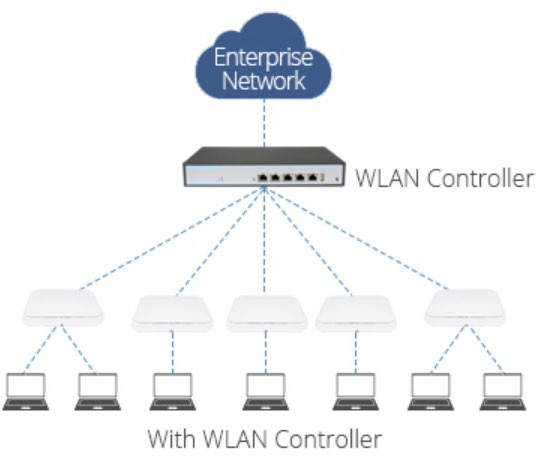 Enterprise
Network
WLAN Controller
With WLAN Controller